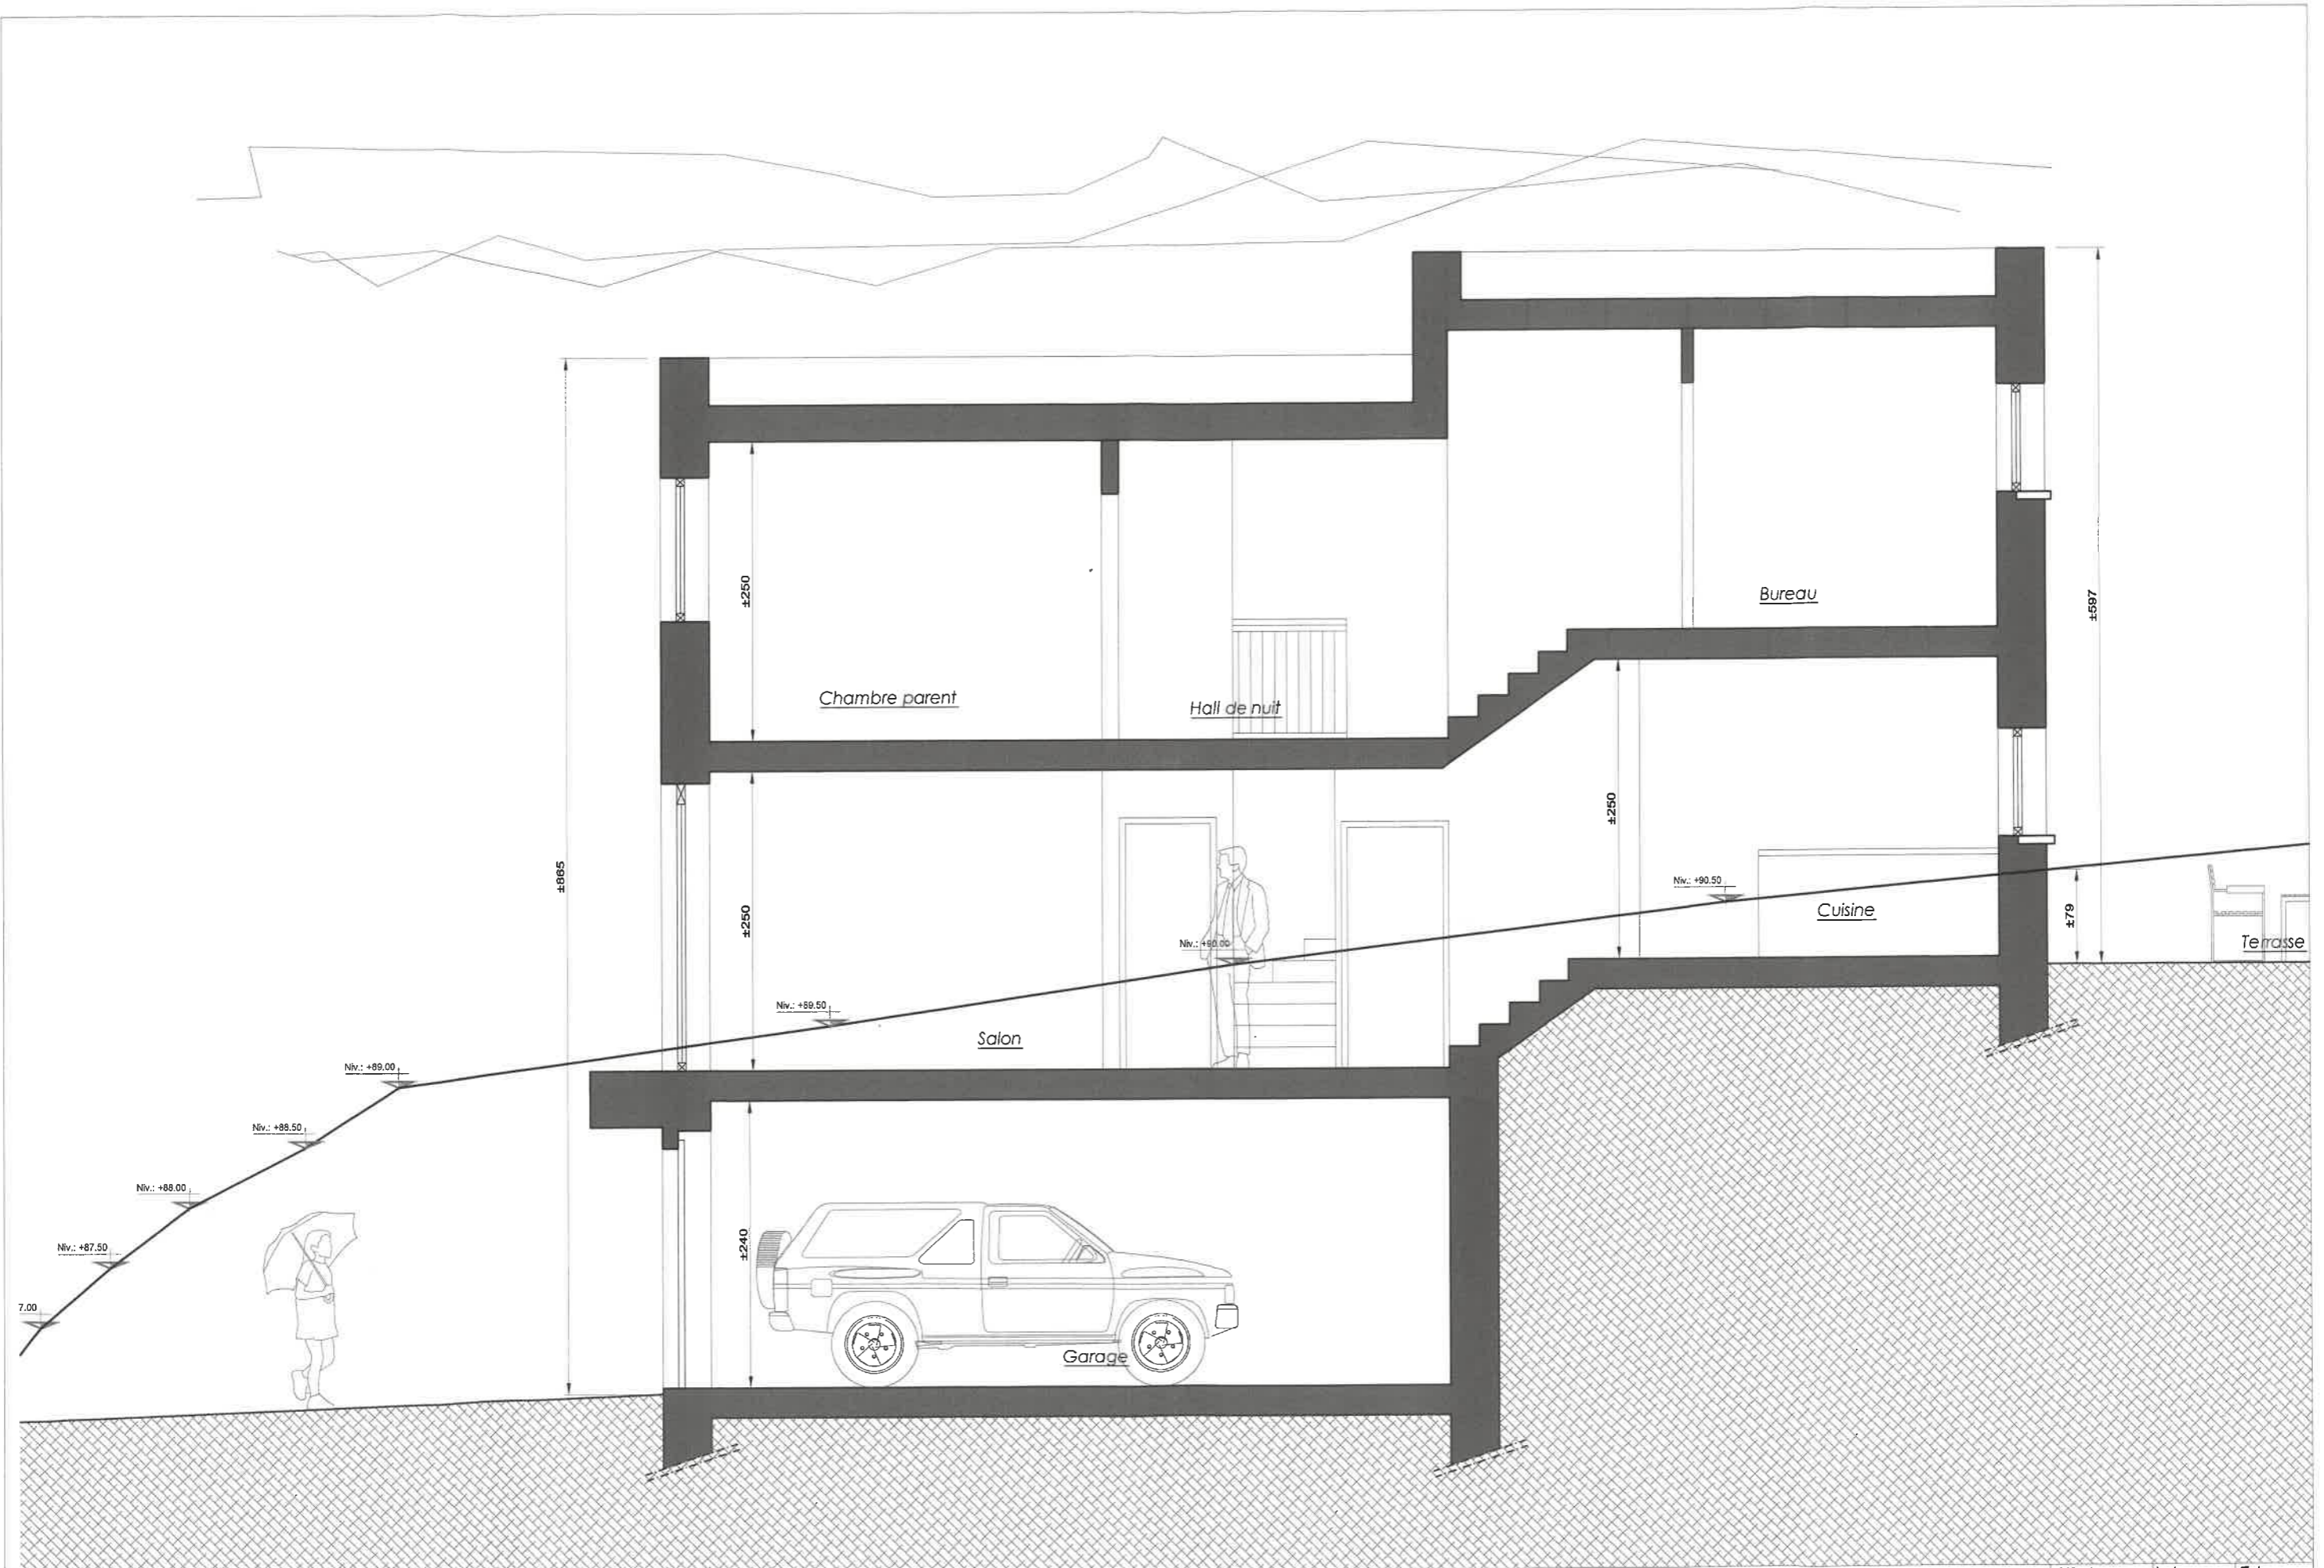 ±250
Bureau
±597
Chambre parent
Hall de nuit
±250
±865
±250
Niv.: +90.50
Cuisine
±79
Niv.: +90.00
Terrasse
Niv.: +89.50
Salon
Niv.: +89.00
Niv.: +88.50
Niv.: +88.00
±240
Niv.: +87.50
7.00
Garage